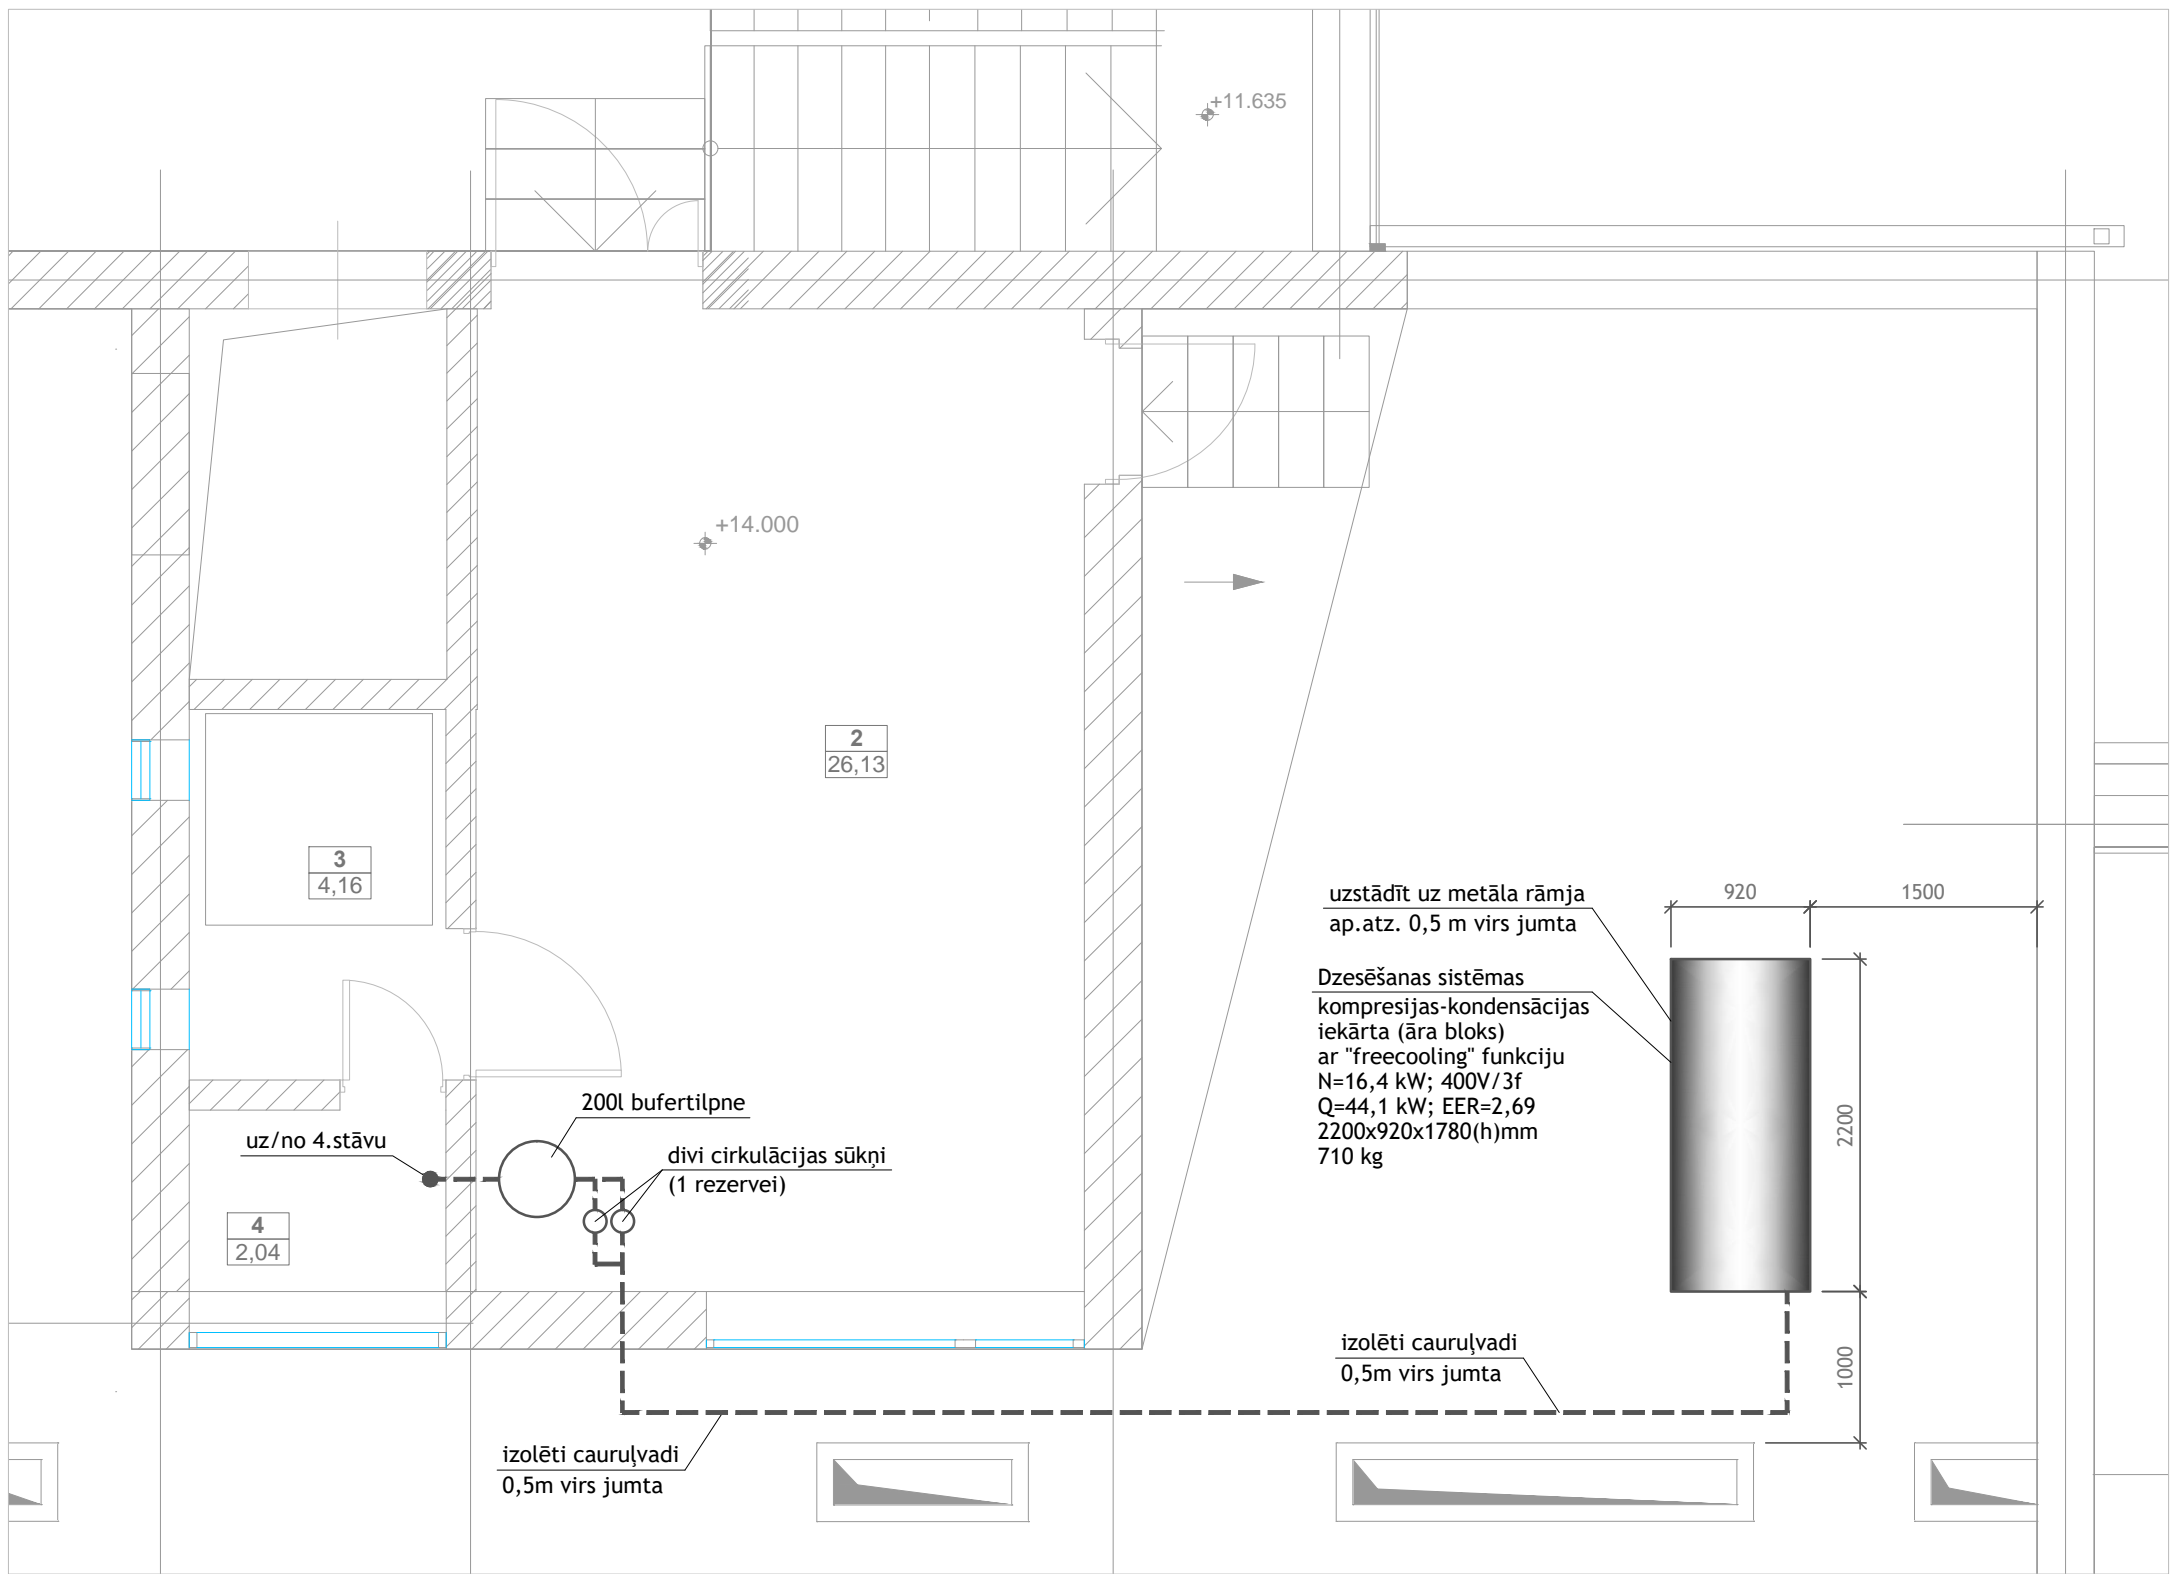 +11.635
+14.000
2
26,13
3
4,16
uzstādīt uz metāla rāmja
ap.atz. 0,5 m virs jumta
920
1500
Dzesēšanas sistēmas
kompresijas-kondensācijas
iekārta (āra bloks)
ar "freecooling" funkciju
N=16,4 kW; 400V/3f
Q=44,1 kW; EER=2,69
2200x920x1780(h)mm
710 kg
2200
200l bufertilpne
uz/no 4.stāvu
divi cirkulācijas sūkņi
(1 rezervei)
4
2,04
izolēti cauruļvadi
0,5m virs jumta
1000
izolēti cauruļvadi
0,5m virs jumta